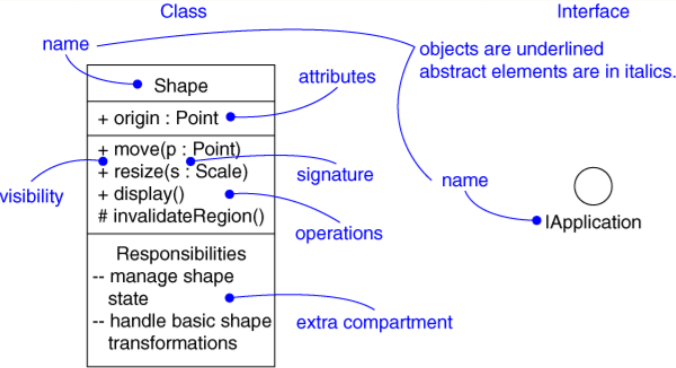 Class
Interface
name
objects are underlined
abstract elements are in italics.
Shape
attributes
+ origin : Point
+ move(p : Point)
+ resize(s : Scale)
+ display()
# invalidateRegion()
visibility
signature
operations
name
IApplication
Responsibilities
-- manage shape
state
-- handle basic shape
transformations
extra compartment